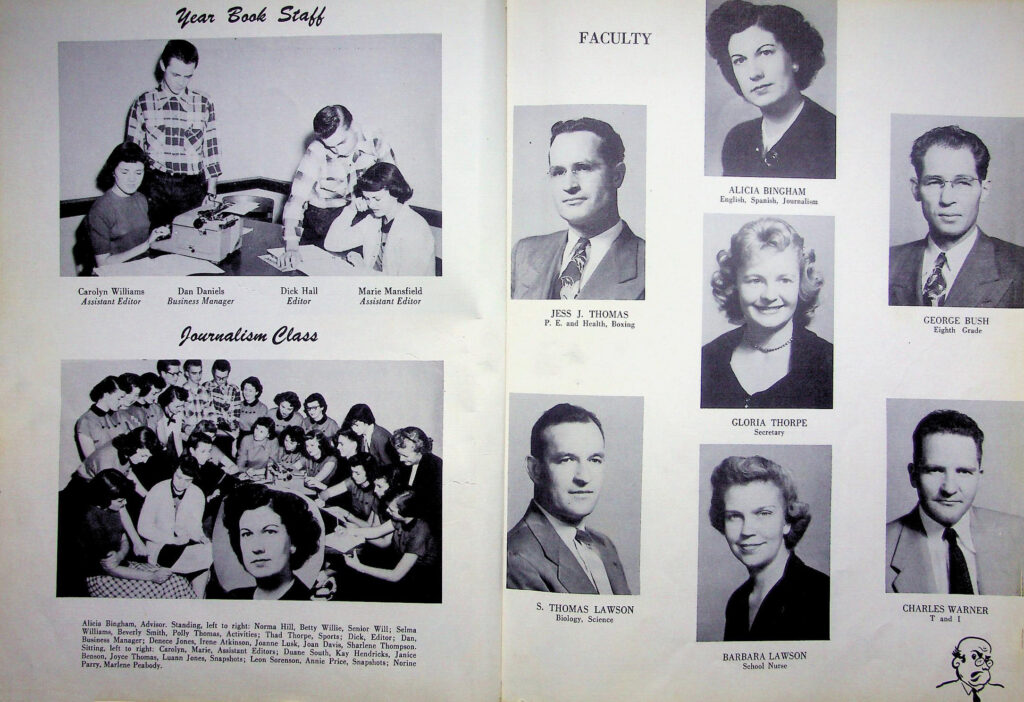 Year Book Staff
Carolyn Williams
Assistant Editor
Dan Daniels
Business Manager
Dick Hall
Editor
Marie Mansfield
Assistant Editor
Journalism Class
Alicia Bingham, Advisor. Standing, left to right: Norma Hill, Betty Willie, Senior Will; Selma
Williams, Beverly Smith, Polly Thomas, Activities; Thad Thorpe, Sports; Dick, Editor; Dan,
Business Manager; Denece Jones, Irene Atkinson, Joanne Lusk, Joan Davis, Sharlene Thompson.
Sitting, left to right: Carolyn, Marie, Assistant Editors; Duane South, Kay Hendricks, Janice
Benson, Joyce Thomas, Luann Jones, Snapshots; Leon Sorenson, Annie Price, Snapshots; Norine
Parry, Marlene Peabody.
FACULTY
ALICIA BINGHAM
English, Spanish, Journalism
JESS J. THOMAS
P. E. and Health, Boxing
GEORGE BUSH
Eighth Grade
GLORIA THORPE
Secretary
S. THOMAS LAWSON
Biology, Science
CHARLES WARNER
T and I
BARBARA LAWSON
School Nurse